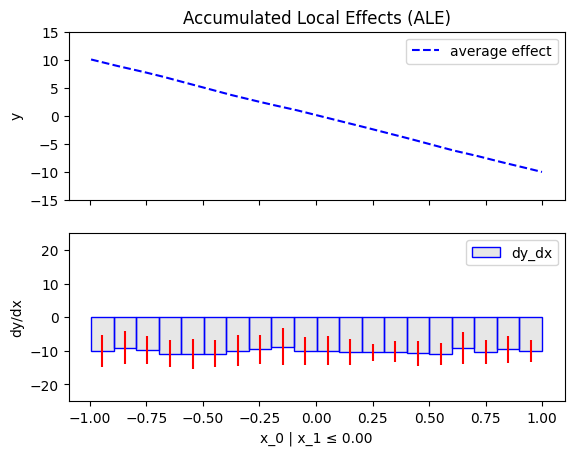 Accumulated Local Effects (ALE)
15
10
5
0
−5
−10
−15
y
average effect
20
10
0
−10
−20
dy/dx
dy_dx
−1.00 −0.75 −0.50 −0.25 0.00 0.25 0.50 0.75 1.00
x_0 | x_1 ≤ 0.00